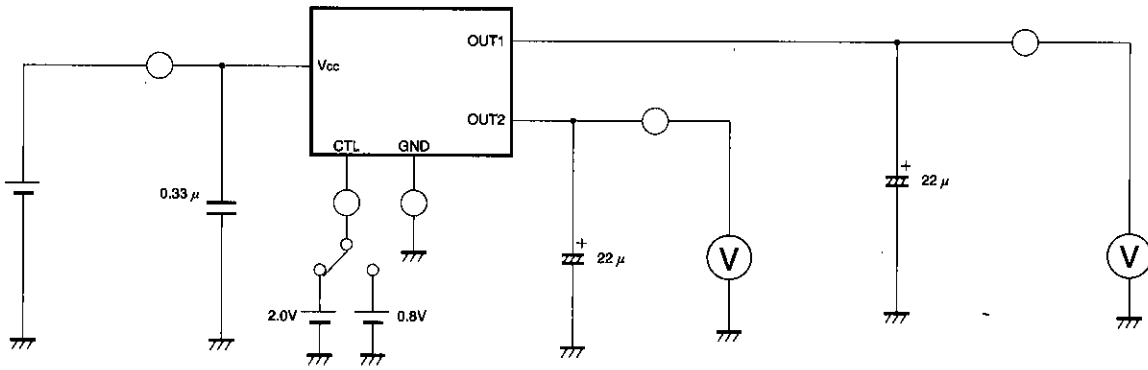 OUT1
Vcc
OUT2
CTL
GND
0.33 μ
22 μ
22 μ
V
V
2.0V
0.8V